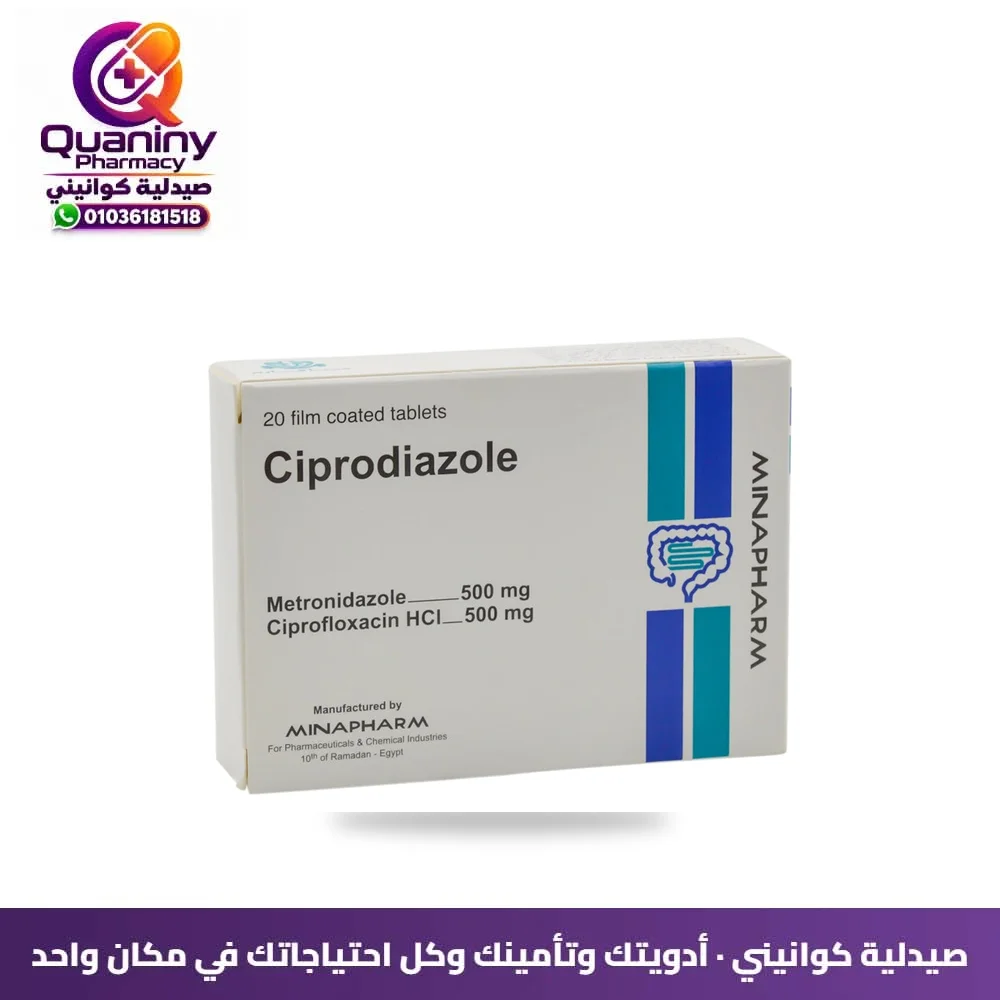 Quaniny
Pharmacy
صيدلية كوانيني
01036181518
20 film coated tablets
Ciprodiazole
Metronidazole 500 mg
Ciprofloxacin HCl 500 mg
Manufactured by
MINAPHARM
For Pharmaceuticals & Chemical Industries
10th of Ramadan - Egypt
MINAPHARM
صيدلية كوانيني · أدويتك وتأمينك وكل احتياجاتك في مكان واحد